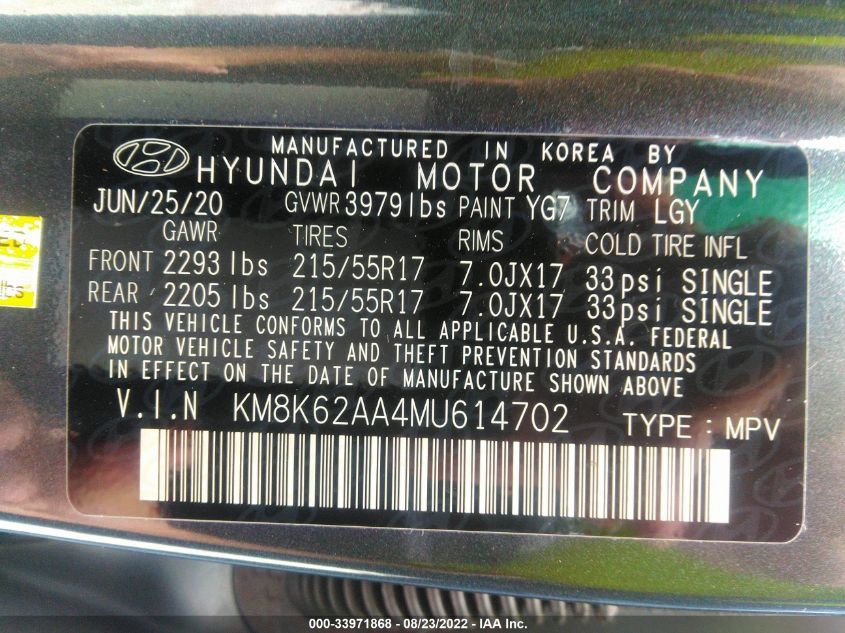 MANUFACTURED IN KOREA BY
HYUNDAI MOTOR COMPANY
JUN/25/20 GVWR 3979 lbs PAINT YG7 TRIM LGY
GAWR TIRES RIMS COLD TIRE INFL
FRONT 2293 lbs 215/55R17 7.0JX17 33psi SINGLE
REAR 2205 lbs 215/55R17 7.0JX17 33psi SINGLE
THIS VEHICLE CONFORMS TO ALL APPLICABLE U.S.A. FEDERAL
MOTOR VEHICLE SAFETY AND THEFT PREVENTION STANDARDS
IN EFFECT ON THE DATE OF MANUFACTURE SHOWN ABOVE
V.I.N KM8K62AA4MU614702 TYPE : MPV
lbs
000-33971868 - 08/23/2022 - IAA Inc.